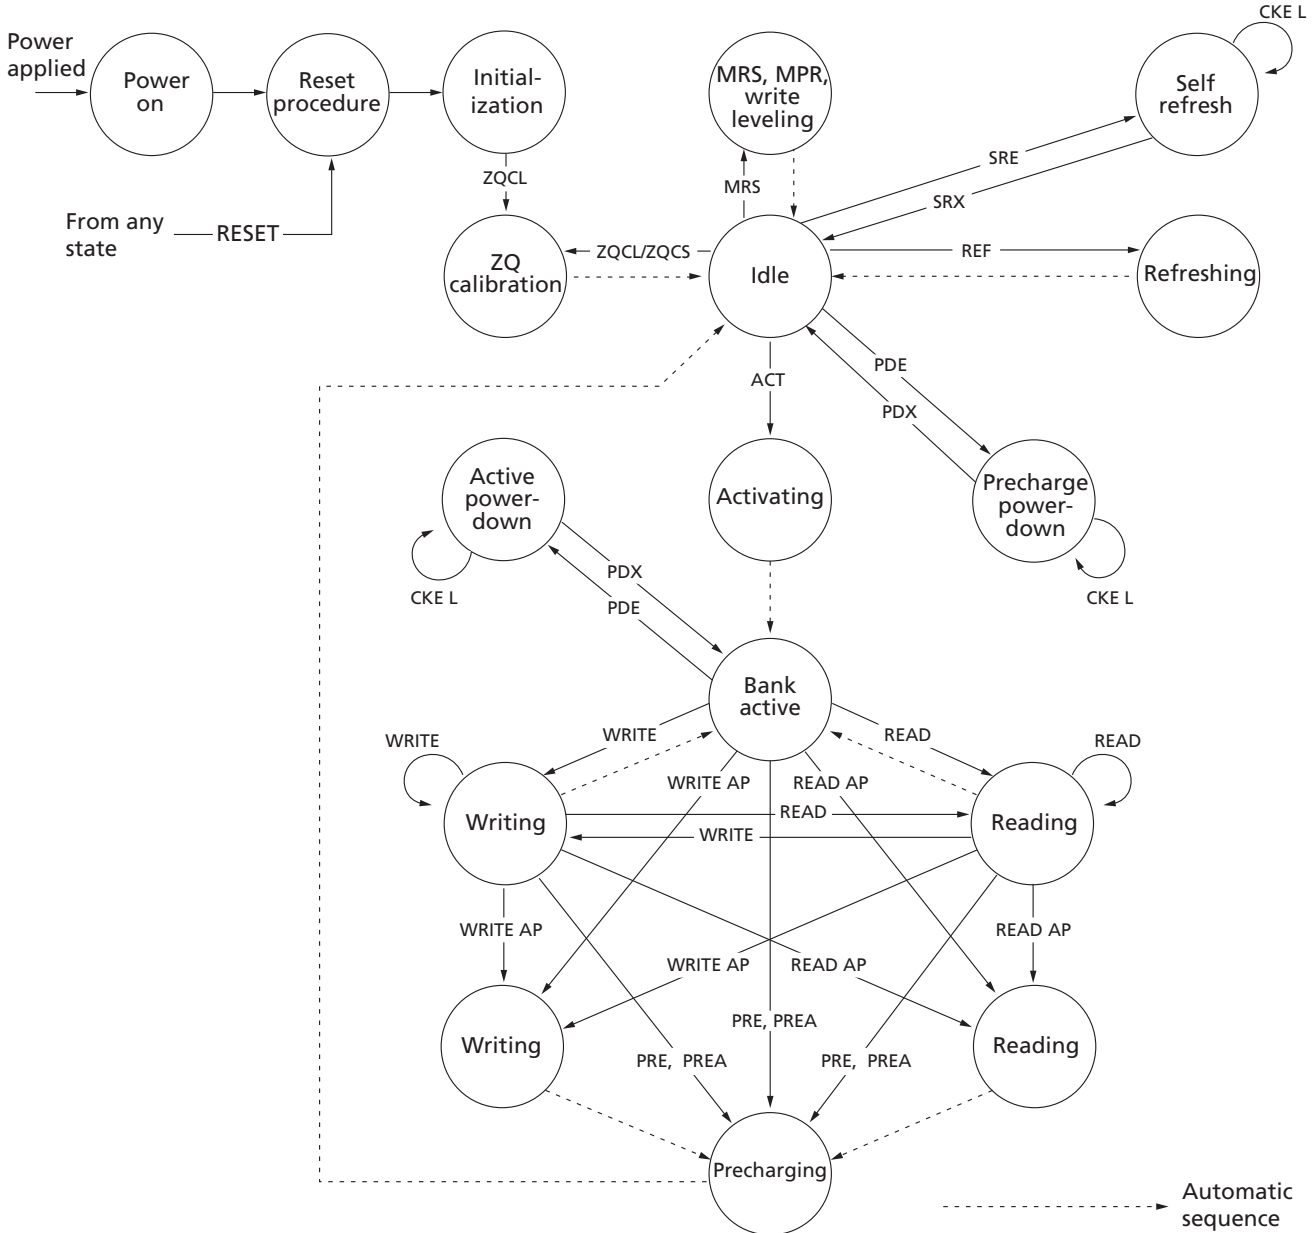 Power
applied
Power
on
Reset
procedure
Initial-
ization
MRS, MPR,
write
leveling
Self
refresh
CKE L
ZQCL
MRS
SRE
SRX
From any
state
RESET
ZQ
calibration
ZQCL/ZQCS
Idle
REF
Refreshing
PDE
ACT
PDX
Active
power-
down
Activating
Precharge
power-
down
CKE L
PDX
PDE
CKE L
Bank
active
WRITE
WRITE
READ
READ
WRITE AP
READ AP
Writing
READ
WRITE
Reading
WRITE AP
READ AP
WRITE AP
READ AP
Writing
PRE, PREA
Reading
PRE, PREA
PRE, PREA
Precharging
Automatic
sequence